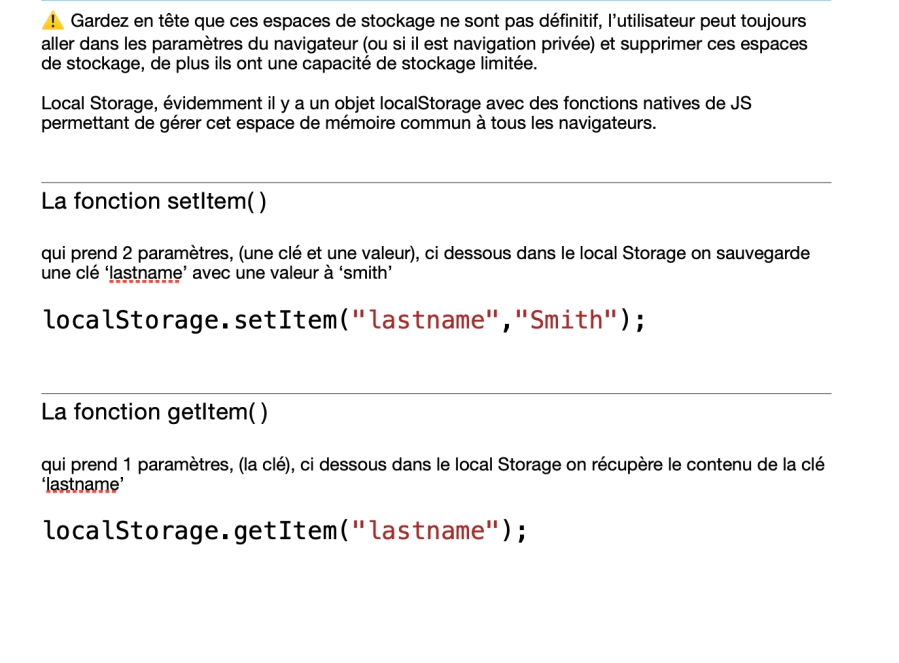 ⚠️ Gardez en tête que ces espaces de stockage ne sont pas définitif, l’utilisateur peut toujours
aller dans les paramètres du navigateur (ou si il est navigation privée) et supprimer ces espaces
de stockage, de plus ils ont une capacité de stockage limitée.
Local Storage, évidemment il y a un objet localStorage avec des fonctions natives de JS
permettant de gérer cet espace de mémoire commun à tous les navigateurs.
La fonction setItem( )
qui prend 2 paramètres, (une clé et une valeur), ci dessous dans le local Storage on sauvegarde
une clé ‘lastname’ avec une valeur à ‘smith’
localStorage.setItem("lastname","Smith");
La fonction getItem( )
qui prend 1 paramètres, (la clé), ci dessous dans le local Storage on récupère le contenu de la clé
‘lastname’
localStorage.getItem("lastname");